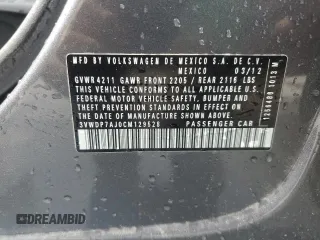 MFD. BY VOLKSWAGEN DE MEXICO S.A. DE C.V.
MEXICO 03/12
GVWR 4211 GAWR FRONT 2205 / REAR 2116 LBS
THIS VEHICLE CONFORMS TO ALL APPLICABLE U.S.
FEDERAL MOTOR VEHICLE SAFETY, BUMPER, AND
THEFT PREVENTION STANDARDS IN EFFECT ON THE
DATE OF MANUFACTURE SHOWN ABOVE.
3VWDP7AJ0CM129528 PASSENGER CAR
1013 M
DREAMBID